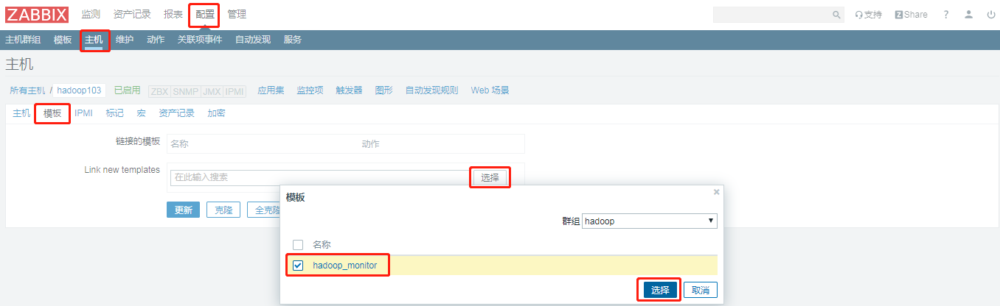 ZABBIX 监测 资产记录 报表 配置 管理 支持 Z Share ?
主机群组 模板 主机 维护 动作 关联项事件 自动发现 服务
主机
所有主机 / hadoop103 已启用 ZBX SNMP JMX IPMI 应用集 监控项 触发器 图形 自动发现规则 Web 场景
主机 模板 IPMI 标记 宏 资产记录 加密
链接的模板 名称 动作
Link new templates 在此输入搜索 选择
更新 克隆 全克隆
模板 ×
群组 hadoop
名称
hadoop_monitor
选择 取消